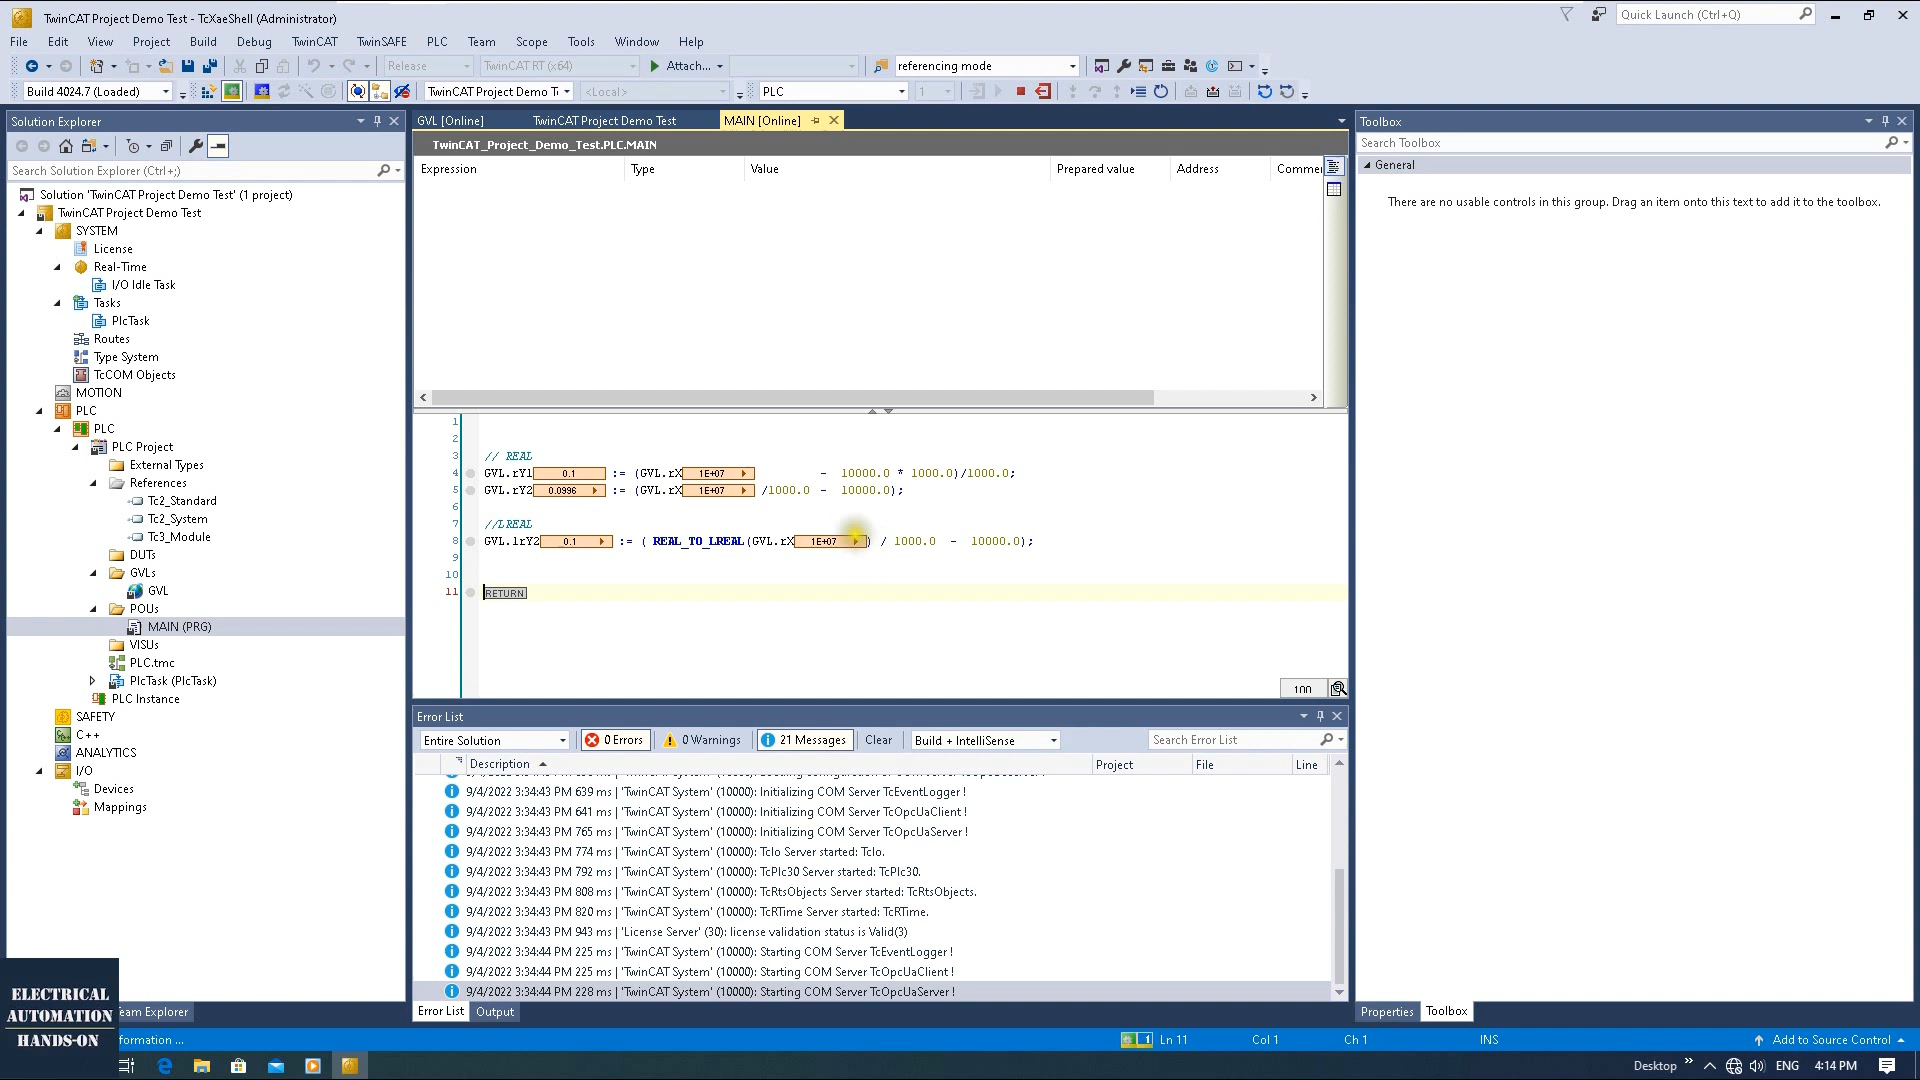 TwinCAT Project Demo Test - TcXaeShell (Administrator)
Quick Launch (Ctrl+Q)
File Edit View Project Build Debug TwinCAT TwinSAFE PLC Team Scope Tools Window Help
Release TwinCAT RT (x64) Attach... referencing mode
Build 4024.7 (Loaded) TwinCAT Project Demo T <Local> PLC 1
Solution Explorer
Search Solution Explorer (Ctrl+;)
Solution 'TwinCAT Project Demo Test' (1 project)
TwinCAT Project Demo Test
SYSTEM
License
Real-Time
I/O Idle Task
Tasks
PlcTask
Routes
Type System
TcCOM Objects
MOTION
PLC
PLC
PLC Project
External Types
References
Tc2_Standard
Tc2_System
Tc3_Module
DUTs
GVLs
GVL
POUs
MAIN (PRG)
VISUs
PLC.tmc
PlcTask (PlcTask)
PLC Instance
SAFETY
C++
ANALYTICS
I/O
Devices
Mappings
Team Explorer
GVL [Online] TwinCAT Project Demo Test MAIN [Online]
TwinCAT_Project_Demo_Test.PLC.MAIN
Expression Type Value Prepared value Address Commen
1
2
3 // REAL
4 GVL.rY1 0.1 := (GVL.rX 1E+07 - 10000.0 * 1000.0)/1000.0;
5 GVL.rY2 0.0996 := (GVL.rX 1E+07 /1000.0 - 10000.0);
6
7 //LREAL
8 GVL.lrY2 0.1 := ( REAL_TO_LREAL(GVL.rX 1E+07 ) / 1000.0 - 10000.0);
9
10
11 RETURN
100
Error List
Entire Solution 0 Errors 0 Warnings 21 Messages Clear Build + IntelliSense Search Error List
Description Project File Line
9/4/2022 3:34:43 PM 639 ms | 'TwinCAT System' (10000): Initializing COM Server TcEventLogger !
9/4/2022 3:34:43 PM 641 ms | 'TwinCAT System' (10000): Initializing COM Server TcOpcUaClient !
9/4/2022 3:34:43 PM 765 ms | 'TwinCAT System' (10000): Initializing COM Server TcOpcUaServer !
9/4/2022 3:34:43 PM 774 ms | 'TwinCAT System' (10000): TcIo Server started: TcIo.
9/4/2022 3:34:43 PM 792 ms | 'TwinCAT System' (10000): TcPlc30 Server started: TcPlc30.
9/4/2022 3:34:43 PM 808 ms | 'TwinCAT System' (10000): TcRtsObjects Server started: TcRtsObjects.
9/4/2022 3:34:43 PM 820 ms | 'TwinCAT System' (10000): TcRTime Server started: TcRTime.
9/4/2022 3:34:43 PM 943 ms | 'License Server' (30): license validation status is Valid(3)
9/4/2022 3:34:44 PM 225 ms | 'TwinCAT System' (10000): Starting COM Server TcEventLogger !
9/4/2022 3:34:44 PM 225 ms | 'TwinCAT System' (10000): Starting COM Server TcOpcUaClient !
9/4/2022 3:34:44 PM 228 ms | 'TwinCAT System' (10000): Starting COM Server TcOpcUaServer !
Error List Output
Toolbox
Search Toolbox
General
There are no usable controls in this group. Drag an item onto this text to add it to the toolbox.
Properties Toolbox
ELECTRICAL
AUTOMATION
HANDS-ON
formation ... 1 Ln 11 Col 1 Ch 1 INS Add to Source Control
Desktop ENG 4:14 PM